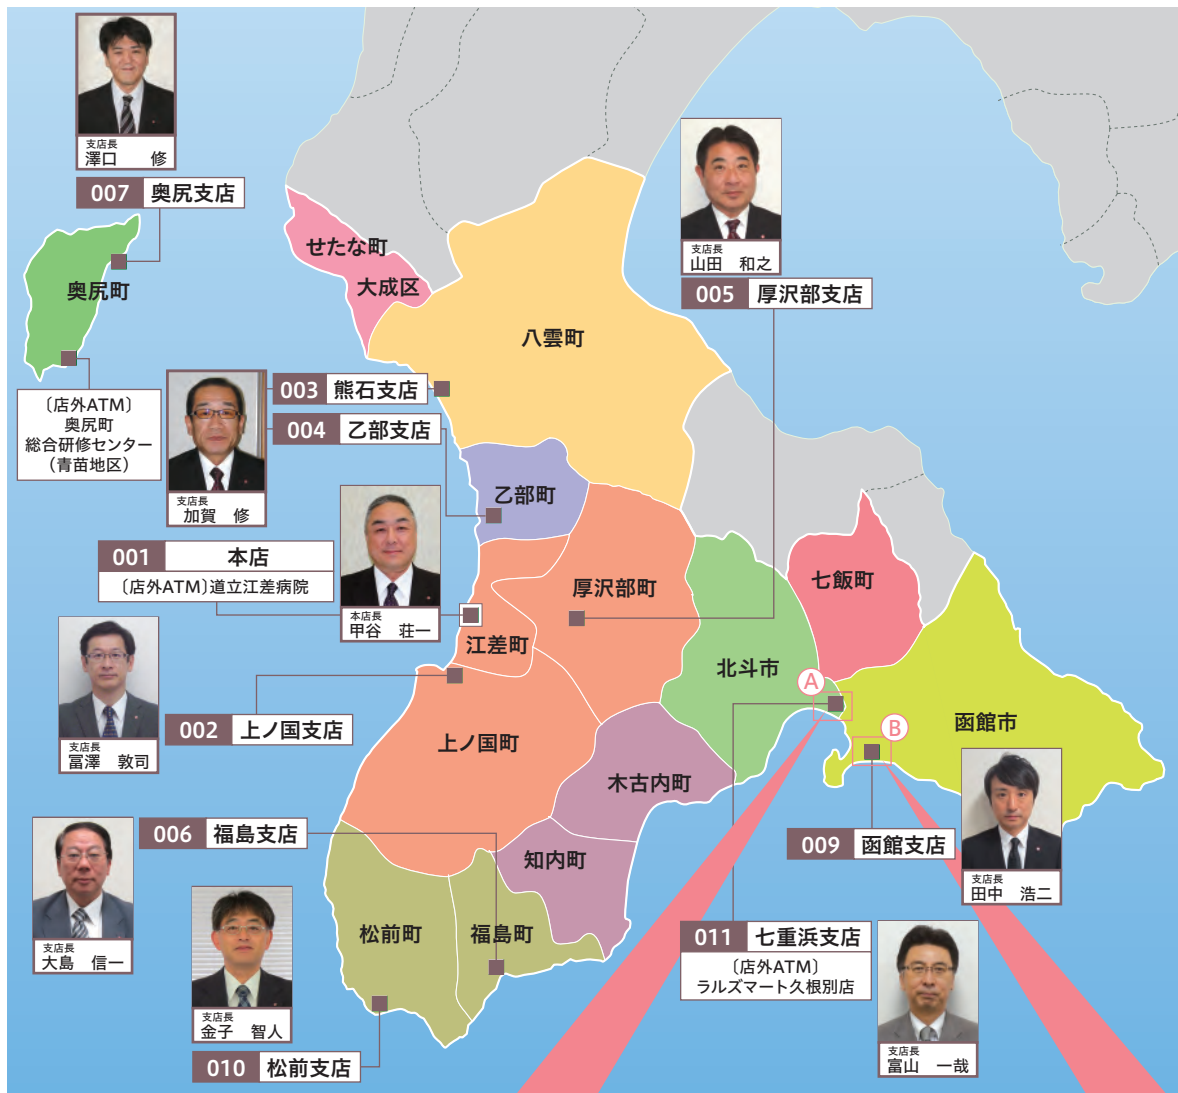 支店長
澤口　修
007 奥尻支店
奥尻町
〔店外ATM〕
奥尻町
総合研修センター
（青苗地区）
せたな町
大成区
八雲町
支店長
山田　和之
005 厚沢部支店
003 熊石支店
004 乙部支店
支店長
加賀　修
乙部町
001 本店
〔店外ATM〕道立江差病院
本店長
甲谷　荘一
厚沢部町
七飯町
江差町
北斗市
A
B
函館市
支店長
冨澤　敦司
002 上ノ国支店
上ノ国町
木古内町
006 福島支店
知内町
支店長
大島　信一
松前町
福島町
支店長
金子　智人
010 松前支店
009 函館支店
支店長
田中　浩二
011 七重浜支店
〔店外ATM〕
ラルズマート久根別店
支店長
富山　一哉